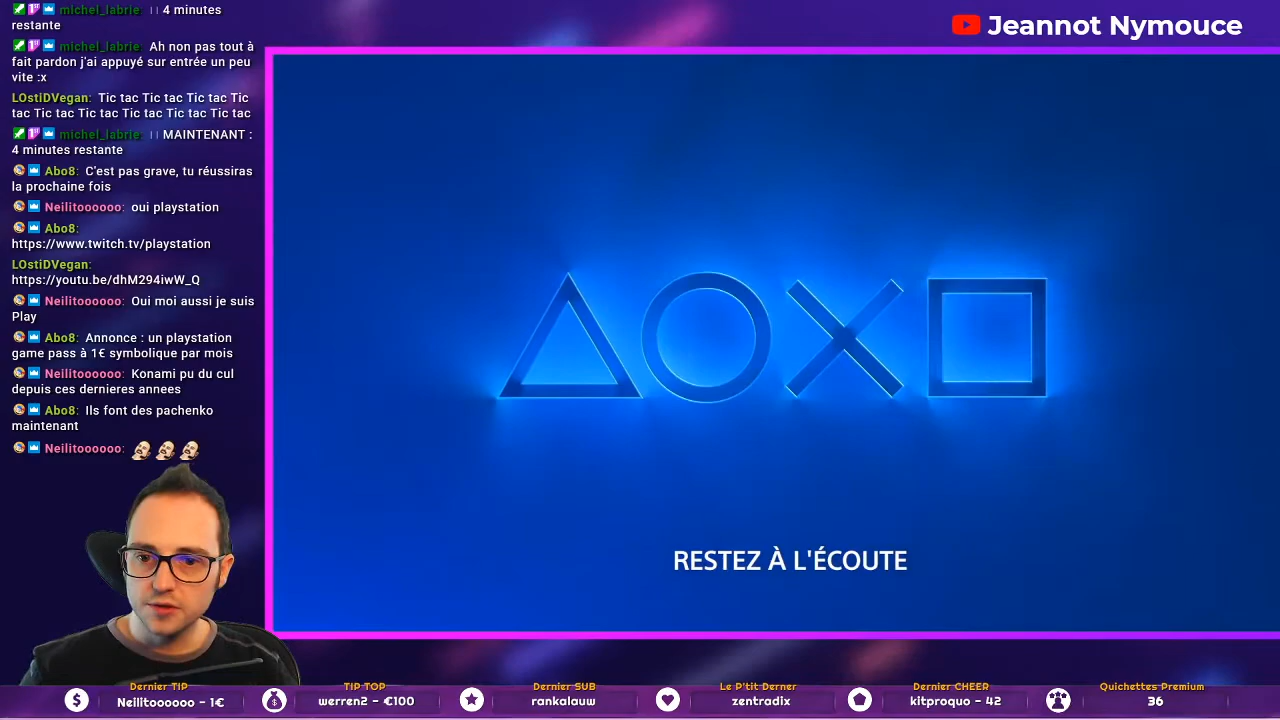 michel_labrie: 4 minutes
restante
michel_labrie: Ah non pas tout à
fait pardon j'ai appuyé sur entrée un peu
vite :x
LOstiDVegan: Tic tac Tic tac Tic tac Tic
tac Tic tac Tic tac Tic tac Tic tac Tic tac
michel_labrie: MAINTENANT :
4 minutes restante
Abo8: C'est pas grave, tu réussiras
la prochaine fois
Neilitoooooo: oui playstation
Abo8:
https://www.twitch.tv/playstation
LOstiDVegan:
https://youtu.be/dhM294iwW_Q
Neilitoooooo: Oui moi aussi je suis
Play
Abo8: Annonce : un playstation
game pass à 1€ symbolique par mois
Neilitoooooo: Konami pu du cul
depuis ces dernieres annees
Abo8: Ils font des pachenko
maintenant
Neilitoooooo:
Jeannot Nymouce
RESTEZ À L'ÉCOUTE
Dernier TIP
Neilitoooooo - 1€
TIP TOP
werren2 - €100
Dernier SUB
rankalauw
Le P'tit Derner
zentradix
Dernier CHEER
kitproquo - 42
Quichettes Premium
36